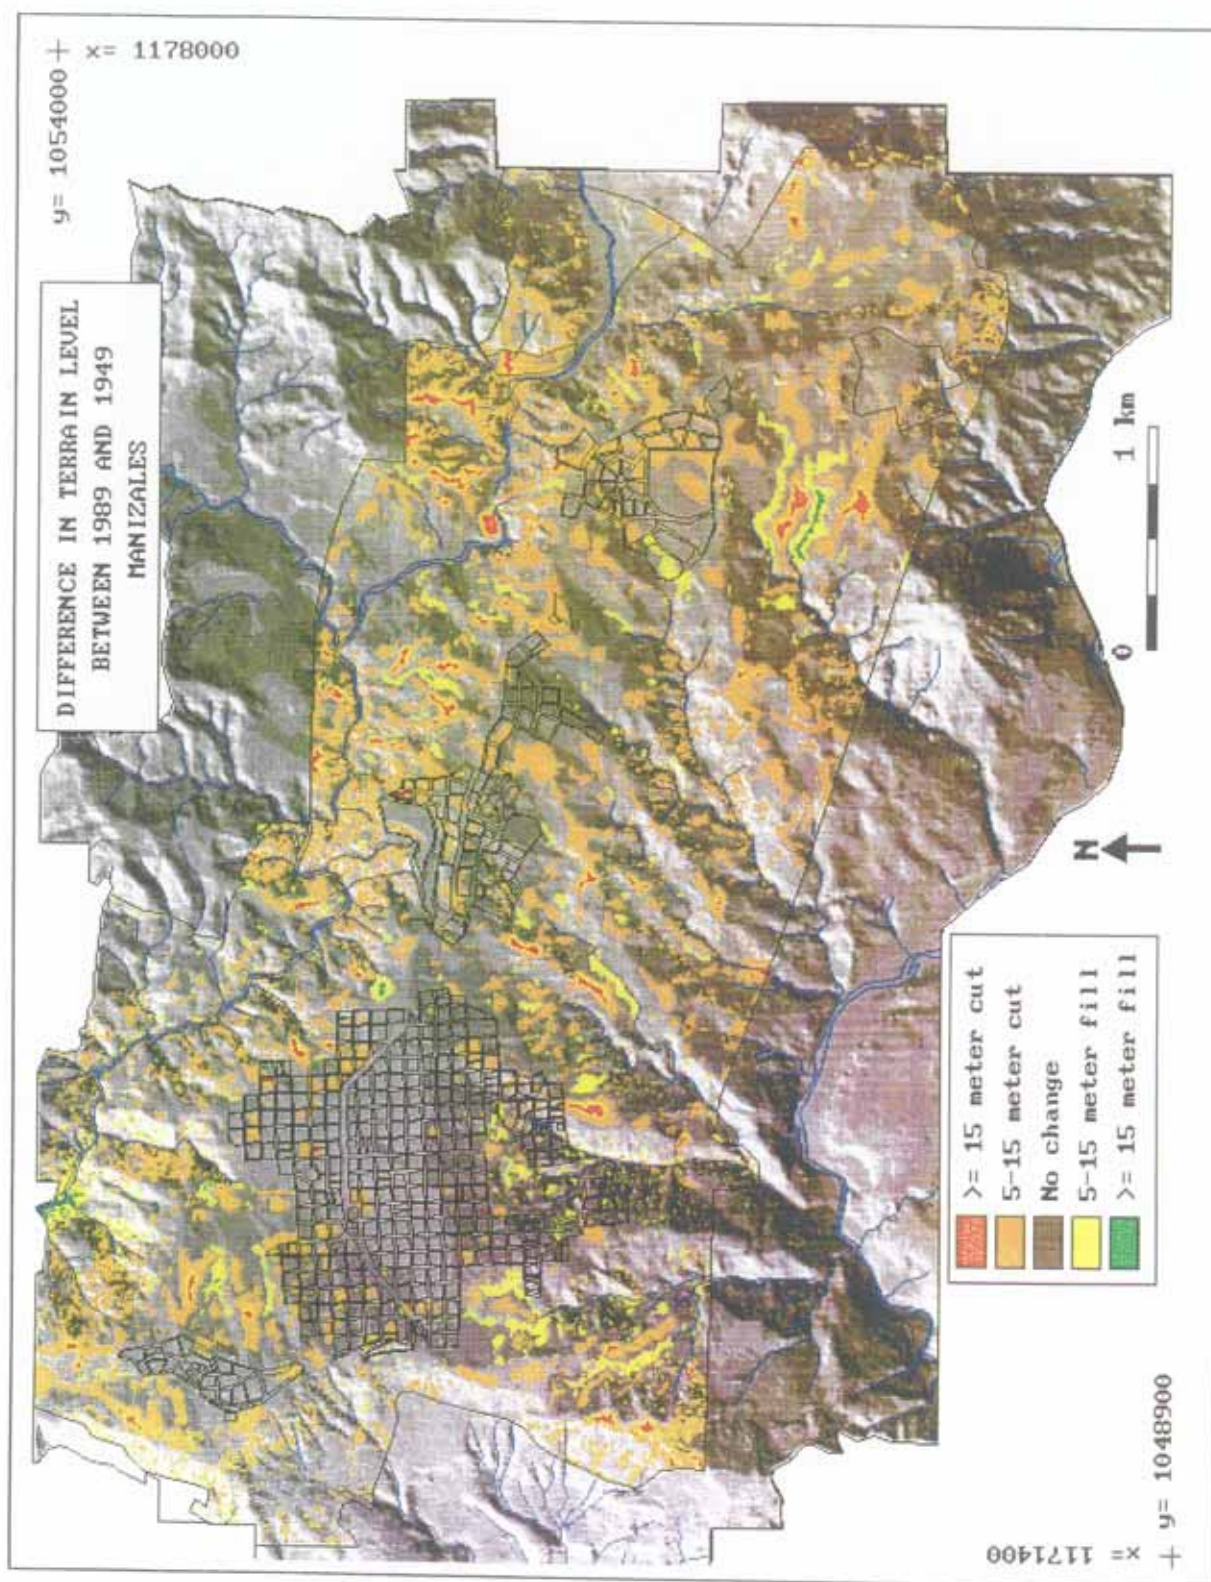 y= 1054000
x= 1178000
DIFFERENCE IN TERRAIN LEVEL
BETWEEN 1989 AND 1949
MANIZALES
0
1 km
N
>= 15 meter cut
5-15 meter cut
No change
5-15 meter fill
>= 15 meter fill
x= 1171400
y= 1048900